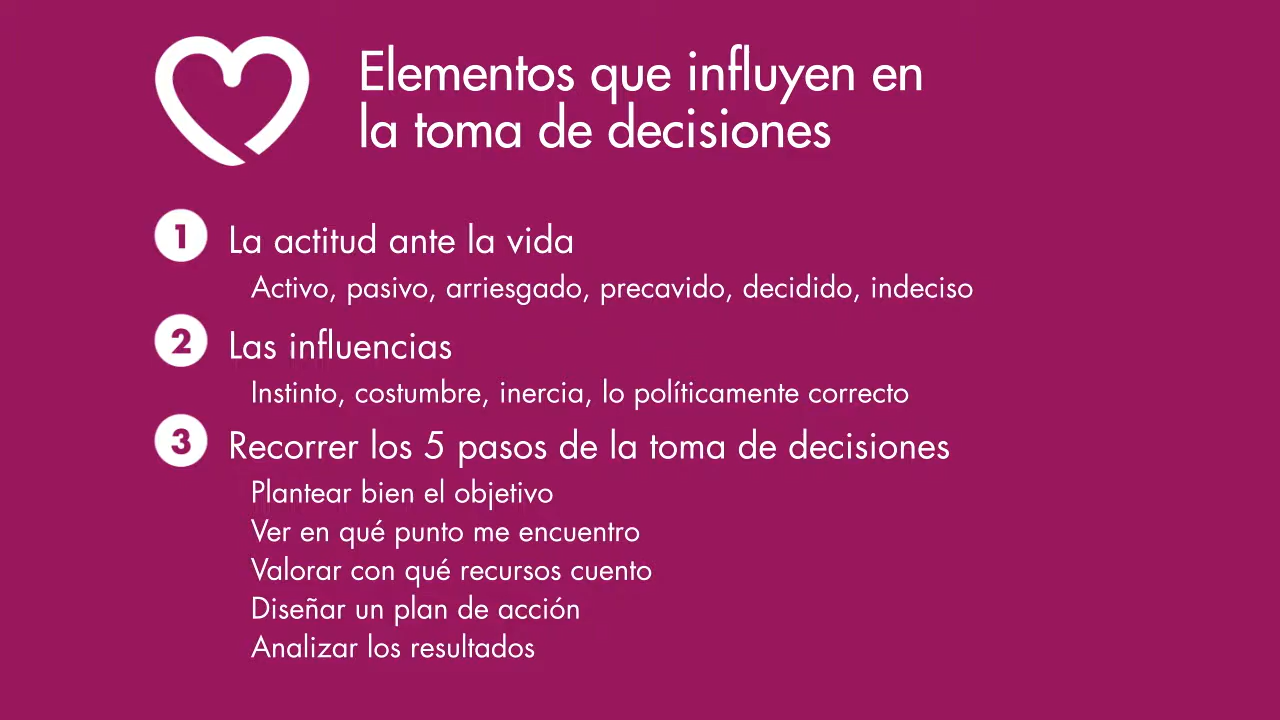 Elementos que influyen en
la toma de decisiones
1 La actitud ante la vida
Activo, pasivo, arriesgado, precavido, decidido, indeciso
2 Las influencias
Instinto, costumbre, inercia, lo políticamente correcto
3 Recorrer los 5 pasos de la toma de decisiones
Plantear bien el objetivo
Ver en qué punto me encuentro
Valorar con qué recursos cuento
Diseñar un plan de acción
Analizar los resultados